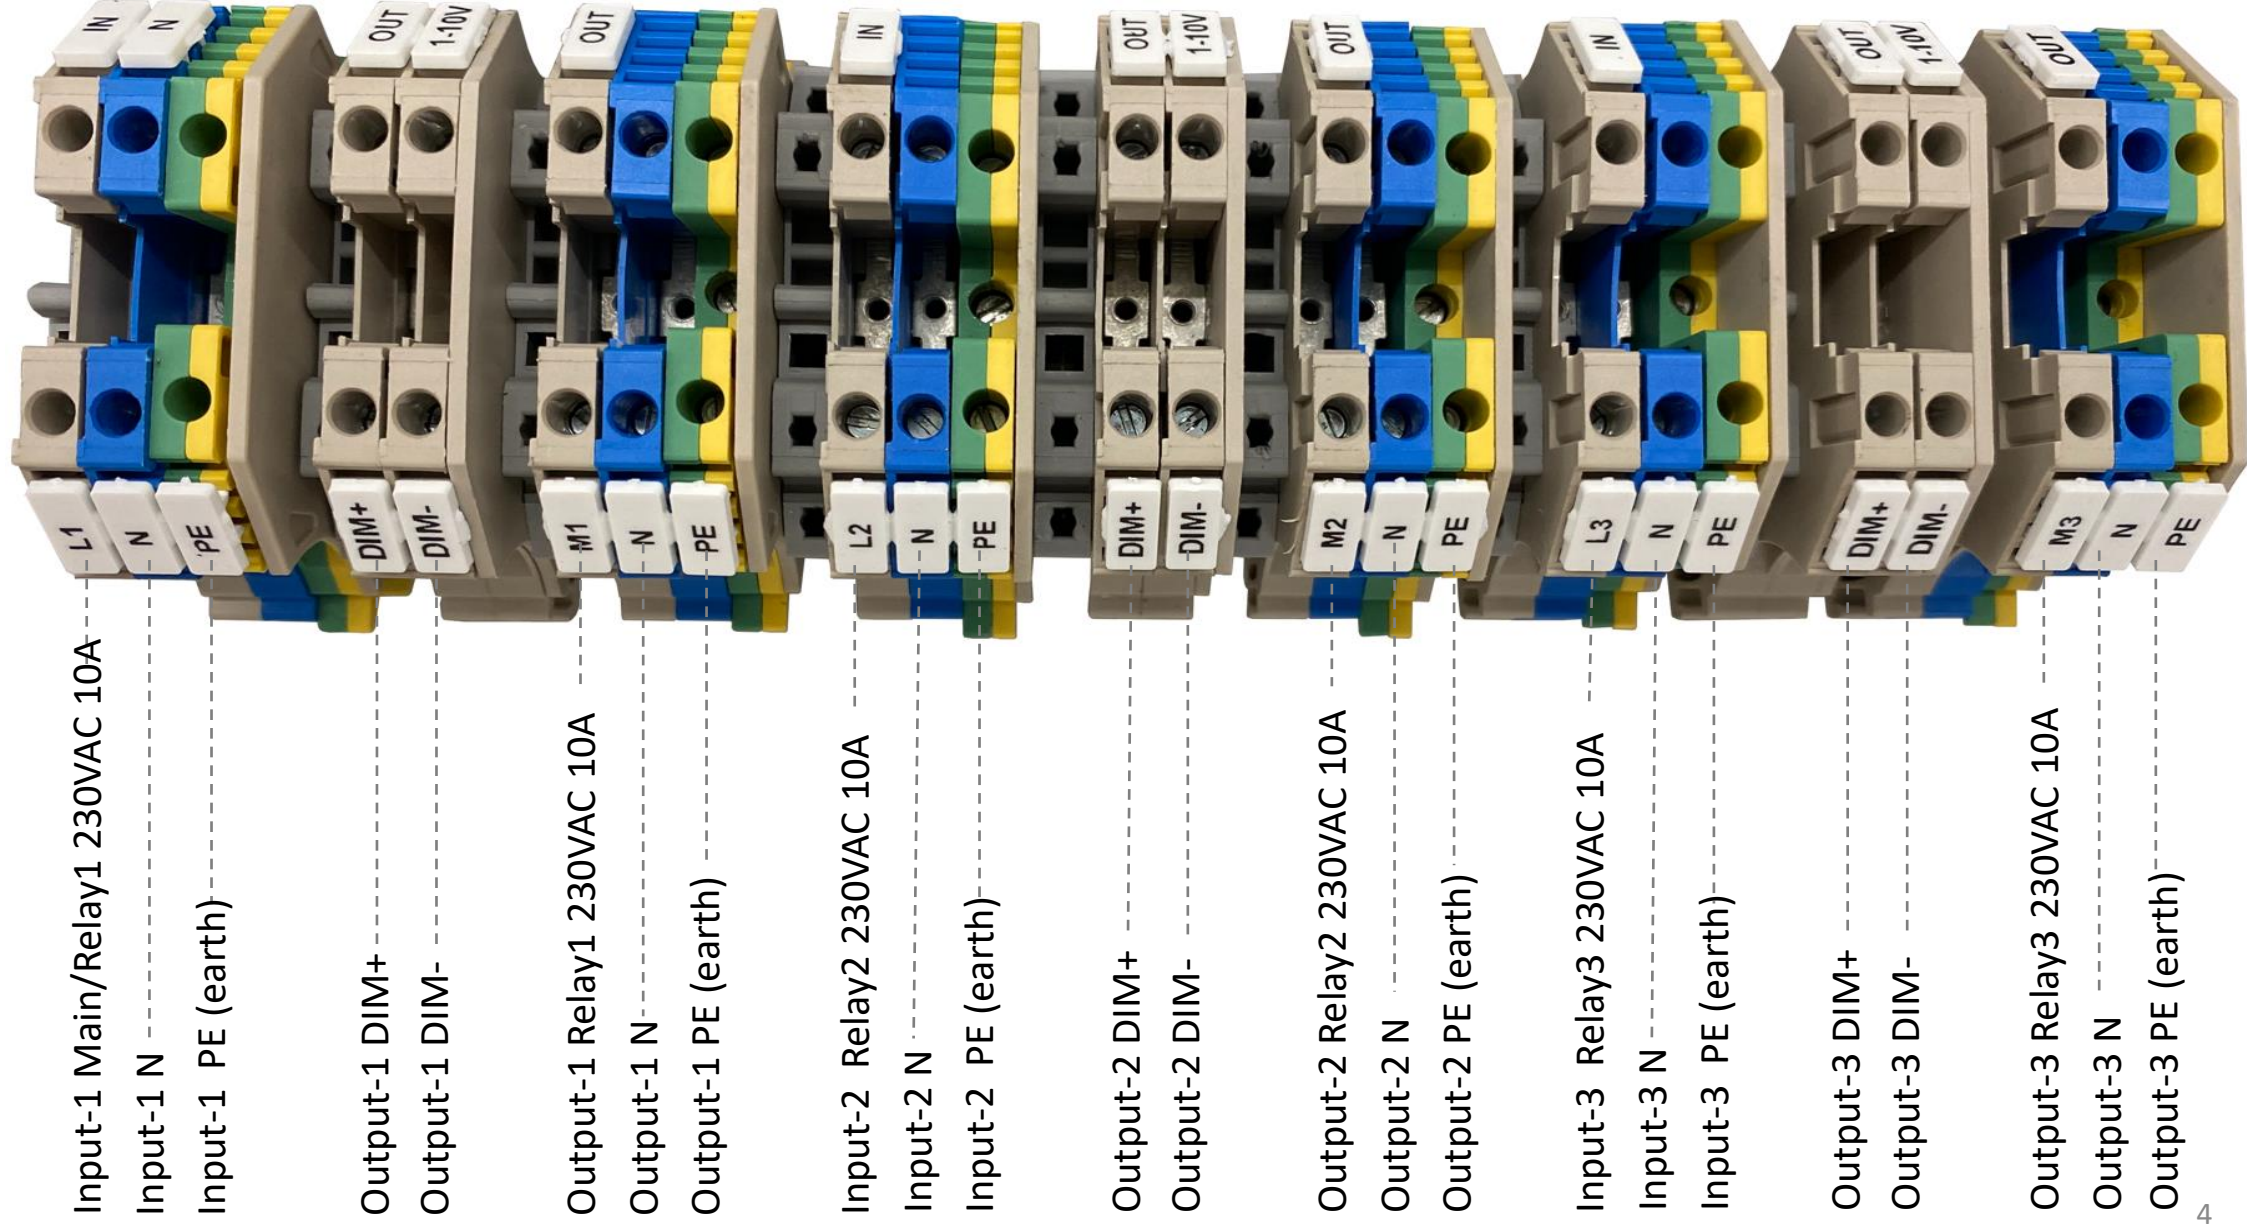 IN
N
OUT
1-10V
OUT
IN
OUT
1-10V
OUT
IN
OUT
1-10V
OUT
L1
N
PE
DIM+
DIM-
M1
N
PE
L2
N
PE
DIM+
DIM-
M2
N
PE
L3
N
PE
DIM+
DIM-
M3
N
PE
Input-1 Main/Relay1 230VAC 10A
Input-1 N
Input-1 PE (earth)
Output-1 DIM+
Output-1 DIM-
Output-1 Relay1 230VAC 10A
Output-1 N
Output-1 PE (earth)
Input-2 Relay2 230VAC 10A
Input-2 N
Input-2 PE (earth)
Output-2 DIM+
Output-2 DIM-
Output-2 Relay2 230VAC 10A
Output-2 N
Output-2 PE (earth)
Input-3 Relay3 230VAC 10A
Input-3 N
Input-3 PE (earth)
Output-3 DIM+
Output-3 DIM-
Output-3 Relay3 230VAC 10A
Output-3 N
Output-3 PE (earth)
4